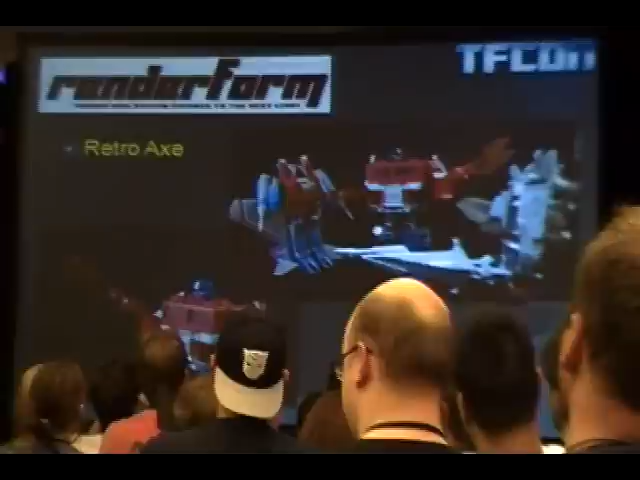 TFCon
renderform
• Retro Axe